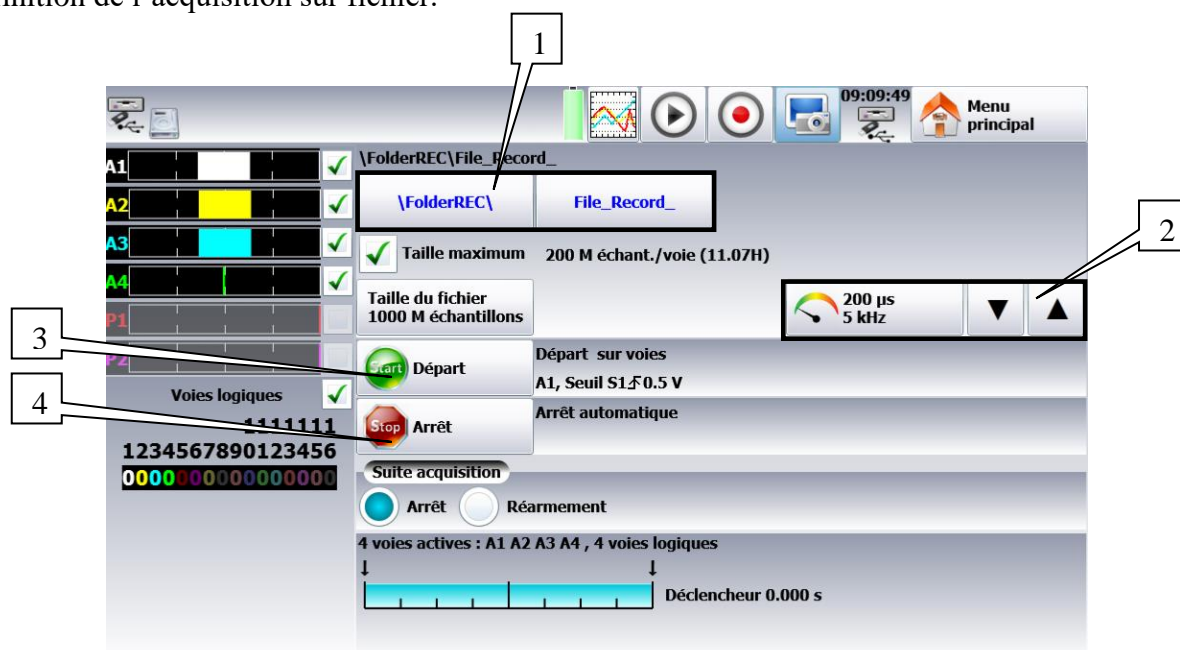 nition de l'acquisition sur fichier.
1
09:09:49
Menu
principal
A1
\FolderREC\File_Record_
\FolderREC\ File_Record_
A2
2
A3
Taille maximum 200 M échant./voie (11.07H)
A4
Taille du fichier
1000 M échantillons
200 µs
5 kHz
▼ ▲
P1
3
P2
Start Départ
Départ sur voies
A1, Seuil S1 0.5 V
4
Voies logiques
Stop Arrêt
Arrêt automatique
1111111
1234567890123456
0000000000000000
Suite acquisition
Arrêt Réarmement
4 voies actives : A1 A2 A3 A4 , 4 voies logiques
Déclencheur 0.000 s